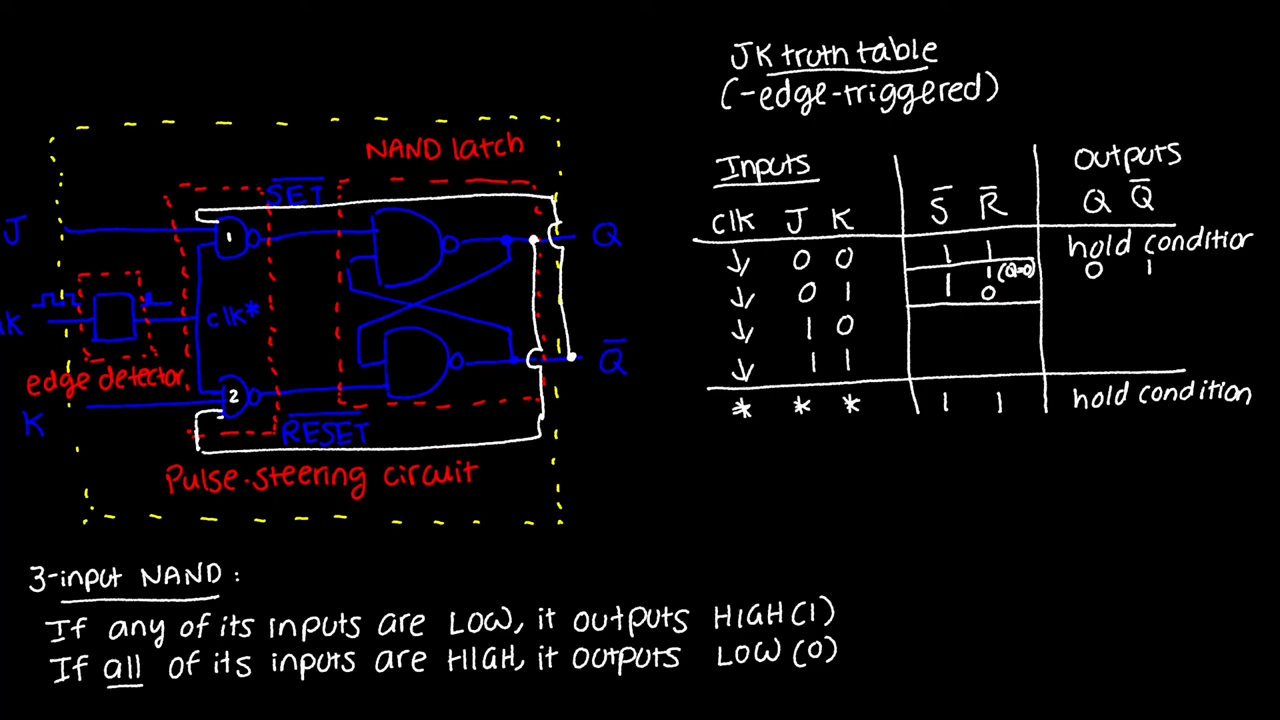 JK truth table
(-edge-triggered)
NAND latch
SET
J
1
Q
clk*
edge detector
Q
2
K
RESET
Pulse-steering circuit
Inputs
Outputs
clk J K S R Q Q
↓ 0 0 1 1 hold condition
↓ 0 1 1 1 (Q=0) 0 1
1 0
↓ 1 0
↓ 1 1
* * * 1 1 hold condition
3-input NAND:
If any of its inputs are LOW, it outputs HIGH (1)
If all of its inputs are HIGH, it outputs LOW (0)